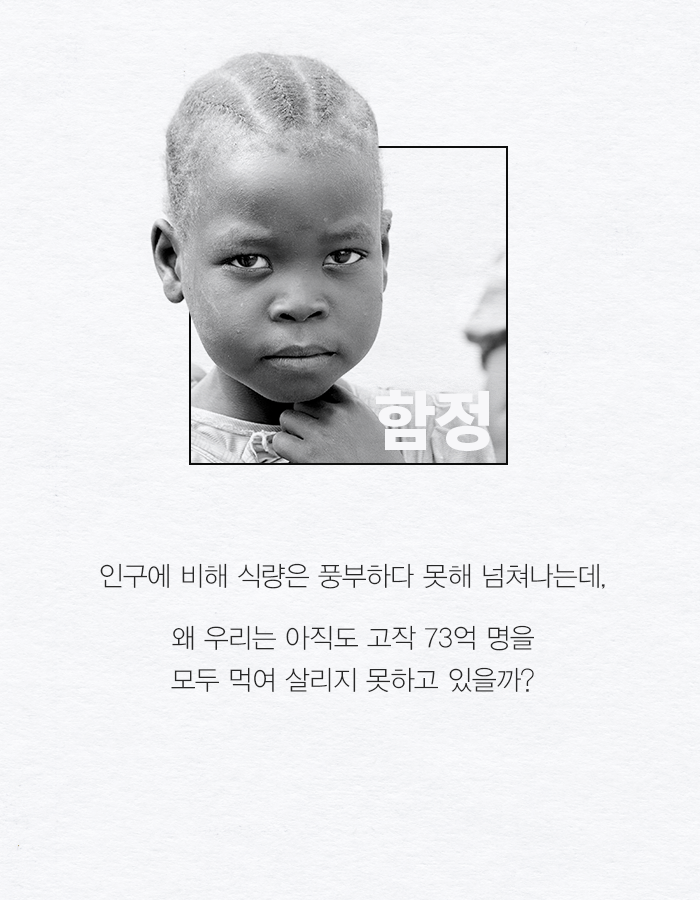 함정
인구에 비해 식량은 풍부하다 못해 넘쳐나는데,
왜 우리는 아직도 고작 73억 명을
모두 먹여 살리지 못하고 있을까?